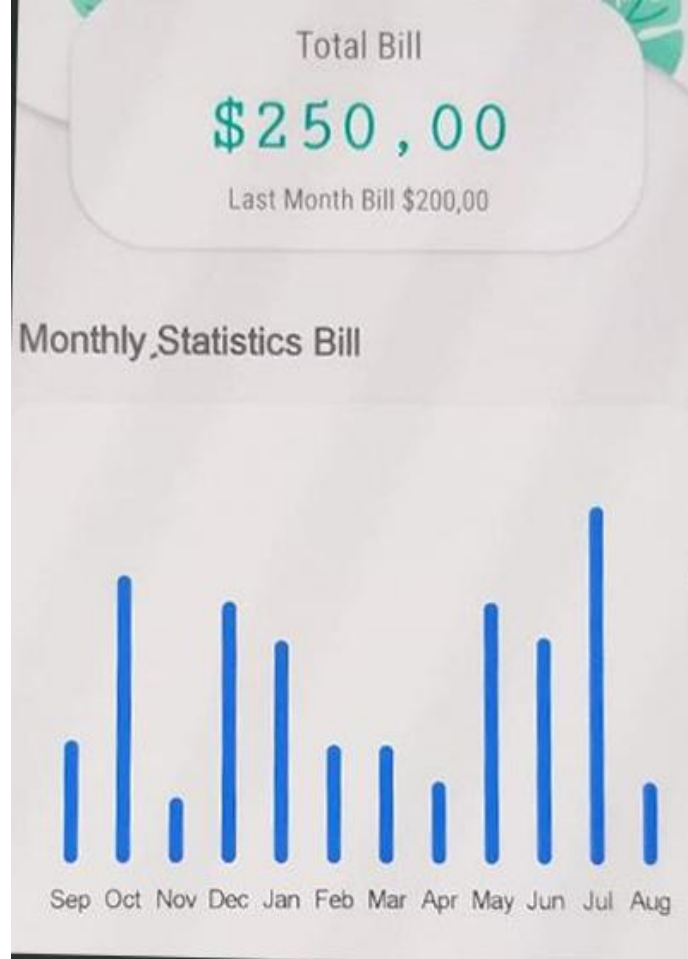 Total Bill
$250,00
Last Month Bill $200,00
Monthly,Statistics Bill
Sep Oct Nov Dec Jan Feb Mar Apr May Jun Jul Aug